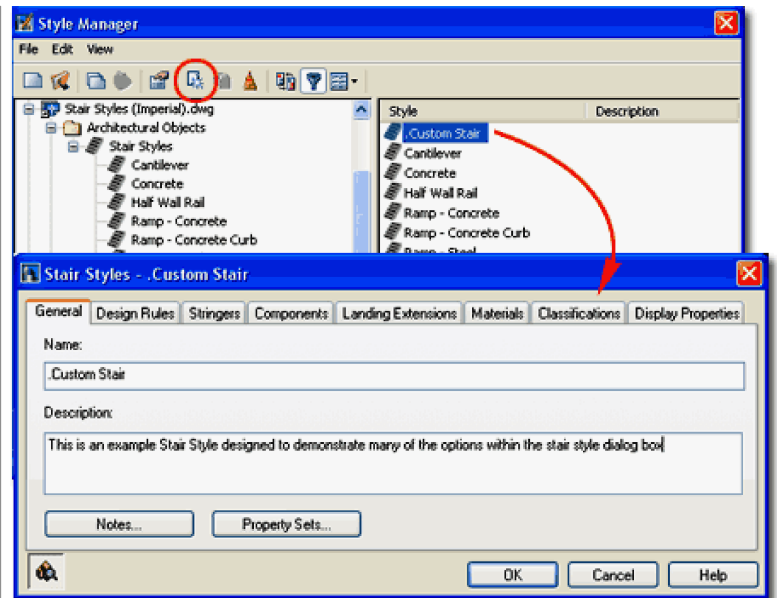 Style Manager
File Edit View
Stair Styles (Imperial).dwg
Architectural Objects
Stair Styles
Cantilever
Concrete
Half Wall Rail
Ramp - Concrete
Ramp - Concrete Curb
Style Description
.Custom Stair
Cantilever
Concrete
Half Wall Rail
Ramp - Concrete
Ramp - Concrete Curb
Ramp - Steel
Stair Styles - .Custom Stair
General Design Rules Stringers Components Landing Extensions Materials Classifications Display Properties
Name:
.Custom Stair
Description:
This is an example Stair Style designed to demonstrate many of the options within the stair style dialog box
Notes... Property Sets...
OK Cancel Help